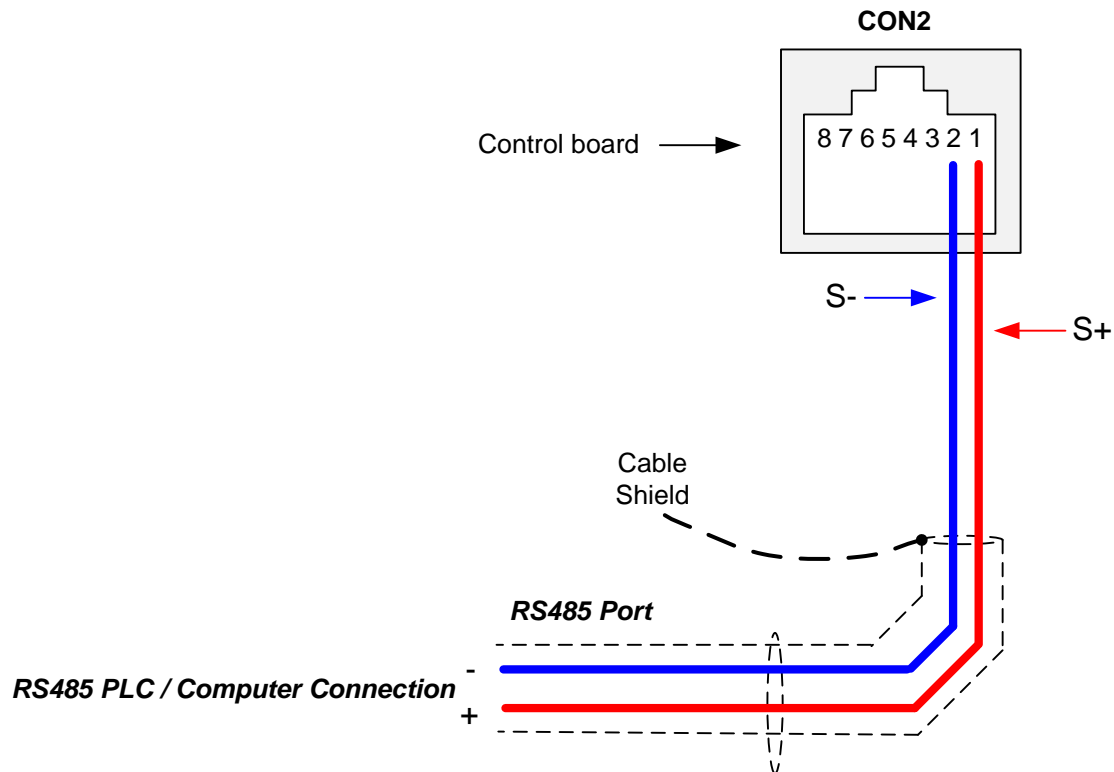 CON2
Control board
8 7 6 5 4 3 2 1
S-
S+
Cable
Shield
RS485 Port
-
RS485 PLC / Computer Connection
+